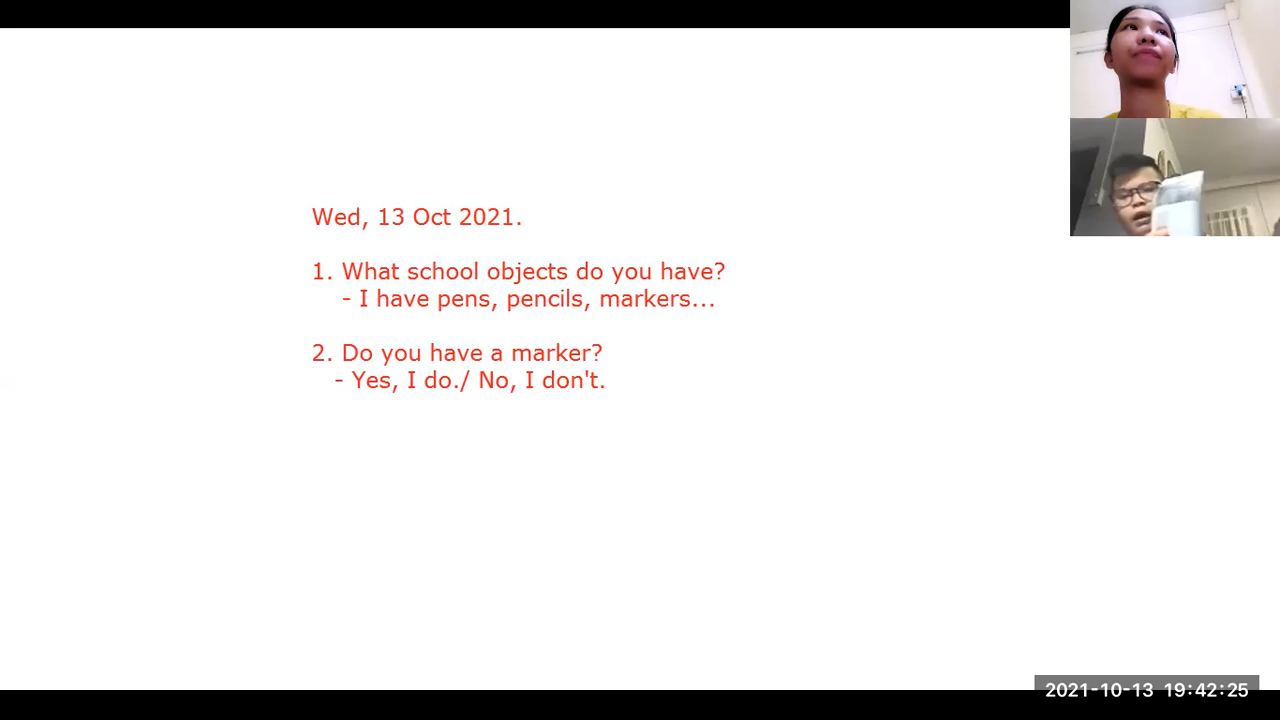 Wed, 13 Oct 2021.
1. What school objects do you have?
- I have pens, pencils, markers...
2. Do you have a marker?
- Yes, I do./ No, I don't.
2021-10-13 19:42:25